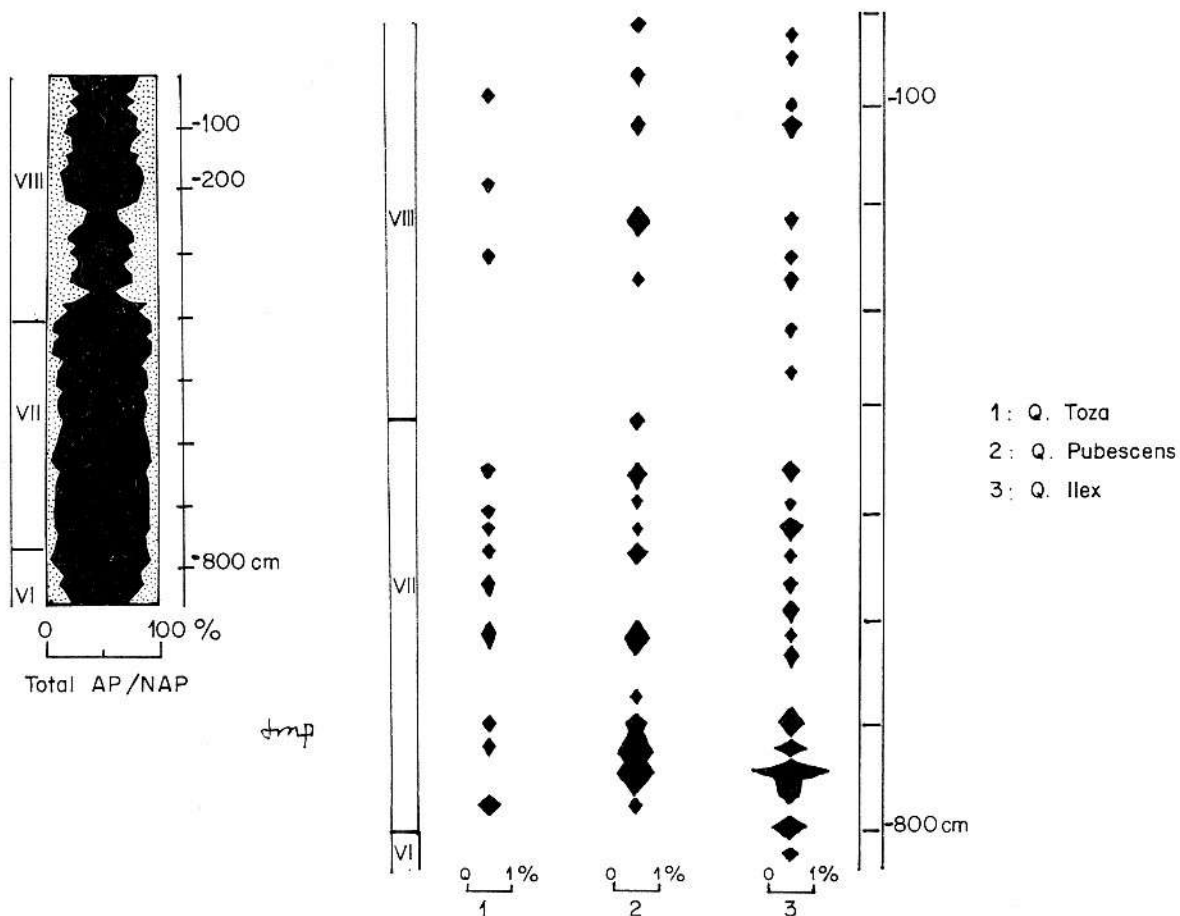 VIII
VII
VI
-100
-200
-800 cm
0 100 %
Total AP/NAP
VIII
VII
VI
-100
-800 cm
0 1%
1
0 1%
2
0 1%
3
1: Q. Toza
2: Q. Pubescens
3: Q. Ilex